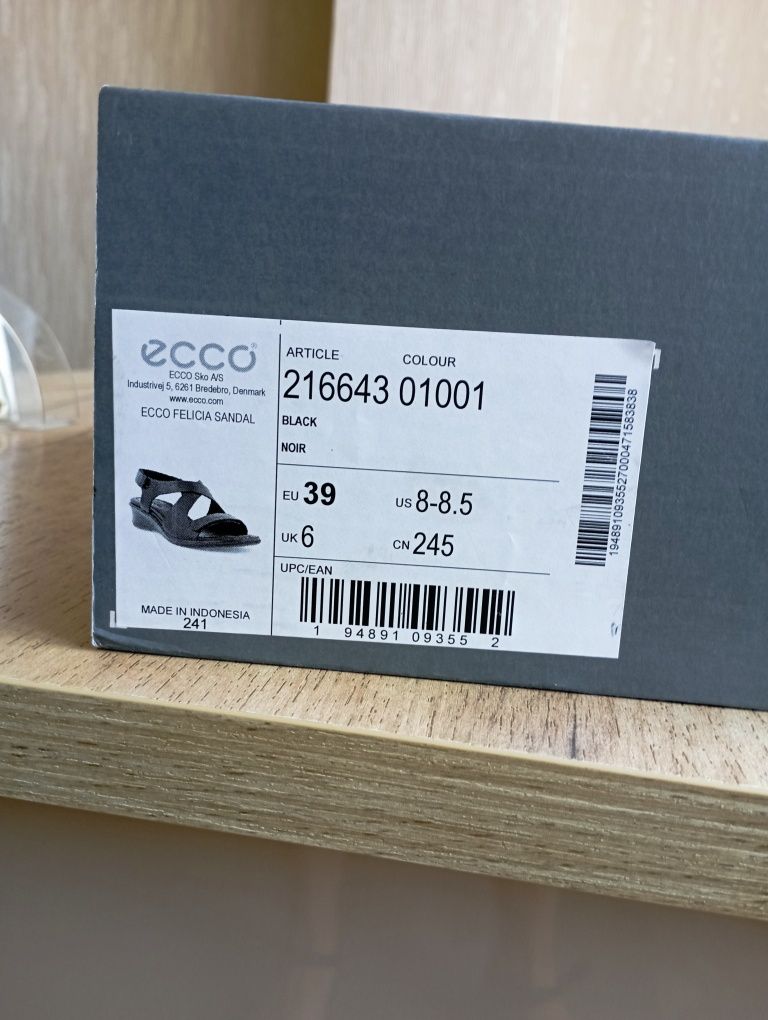 ecco®
ECCO Sko A/S
Industrivej 5, 6261 Bredebro, Denmark
www.ecco.com
ECCO FELICIA SANDAL
MADE IN INDONESIA
241
ARTICLE COLOUR
216643 01001
BLACK
NOIR
EU 39 US 8-8.5
UK 6 CN 245
UPC/EAN
1 94891 09355 2
19489109355270000471583838